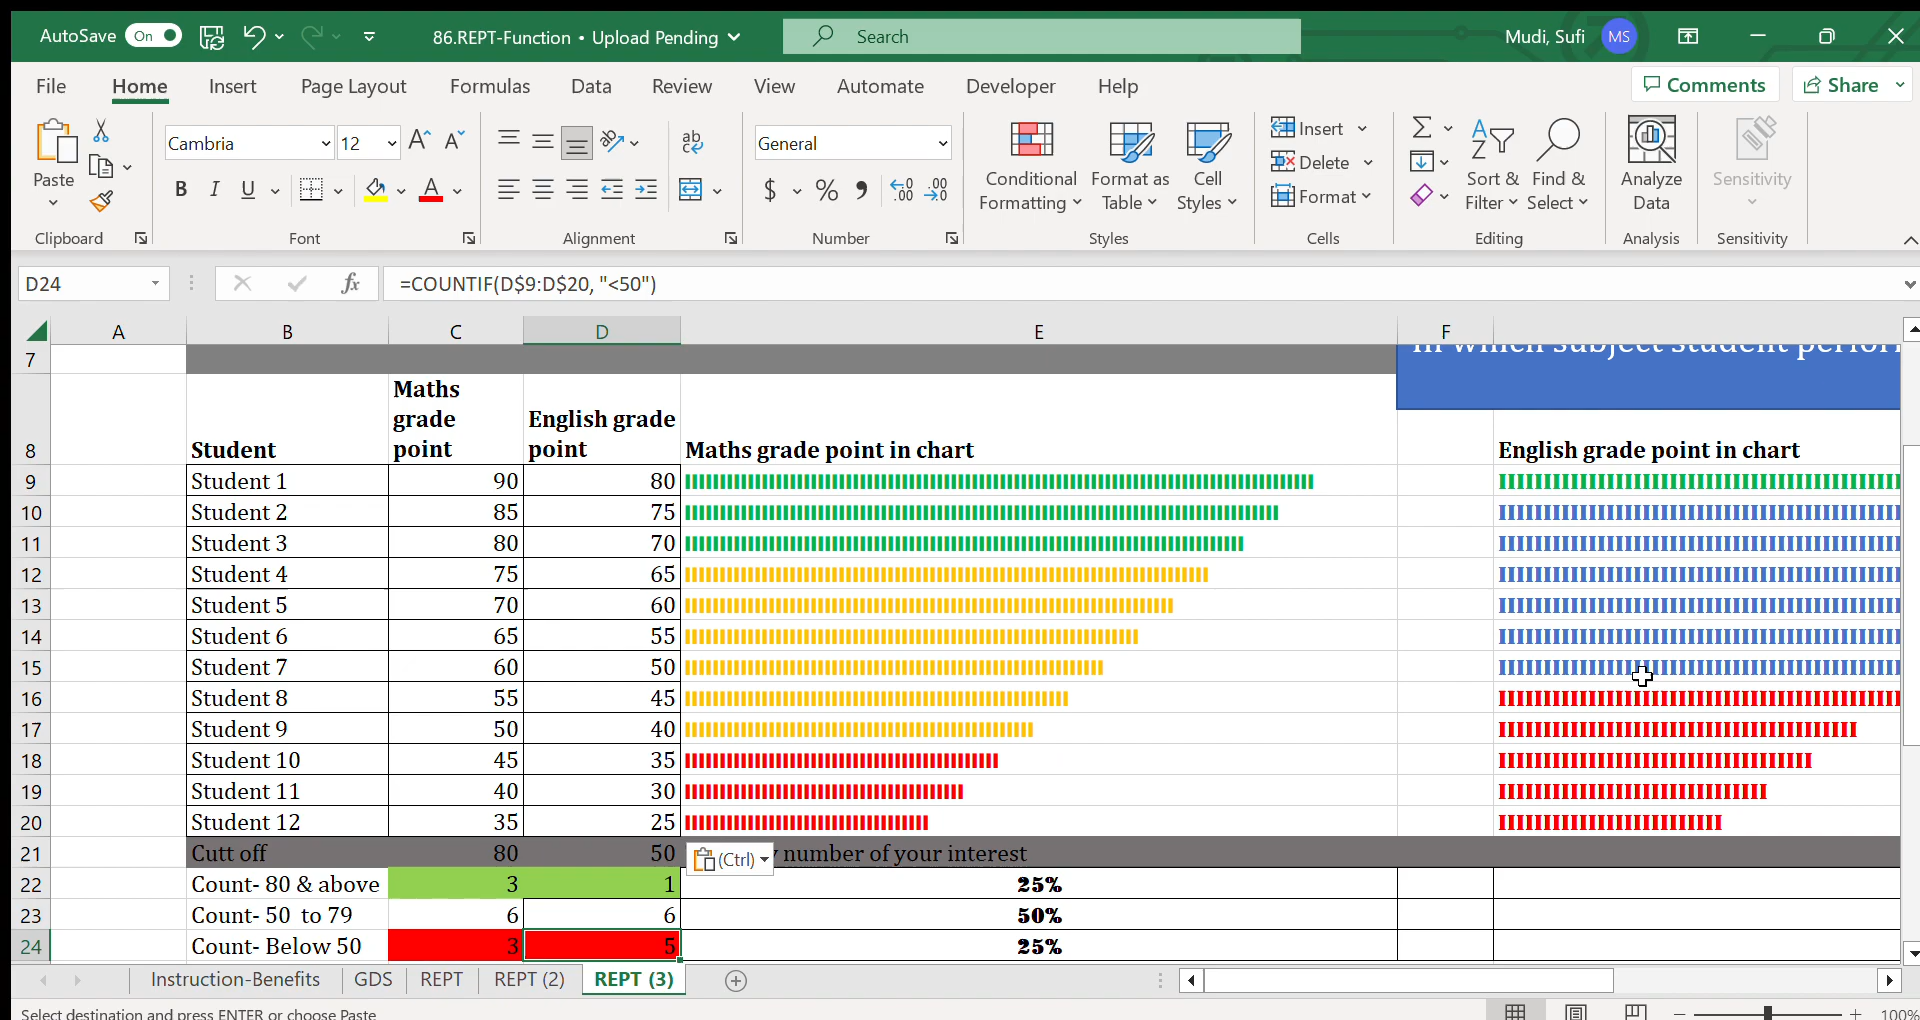 AutoSave On 86.REPT-Function • Upload Pending Search Mudi, Sufi MS
File Home Insert Page Layout Formulas Data Review View Automate Developer Help Comments Share
Paste Cambria 12 General Conditional Formatting Format as Table Cell Styles Insert Delete Format Sort & Filter Find & Select Analyze Data Sensitivity
Clipboard Font Alignment Number Styles Cells Editing Analysis Sensitivity
D24 fx =COUNTIF(D$9:D$20, "<50")
A B C D E F
7 in which subject student
8 Student Maths grade point English grade point Maths grade point in chart English grade point in chart
9 Student 1 90 80
10 Student 2 85 75
11 Student 3 80 70
12 Student 4 75 65
13 Student 5 70 60
14 Student 6 65 55
15 Student 7 60 50
16 Student 8 55 45
17 Student 9 50 40
18 Student 10 45 35
19 Student 11 40 30
20 Student 12 35 25
21 Cutt off 80 50 (Ctrl) number of your interest
22 Count- 80 & above 3 1 25%
23 Count- 50 to 79 6 6 50%
24 Count- Below 50 3 5 25%
Instruction-Benefits GDS REPT REPT (2) REPT (3)
Select destination and press ENTER or choose Paste 100%